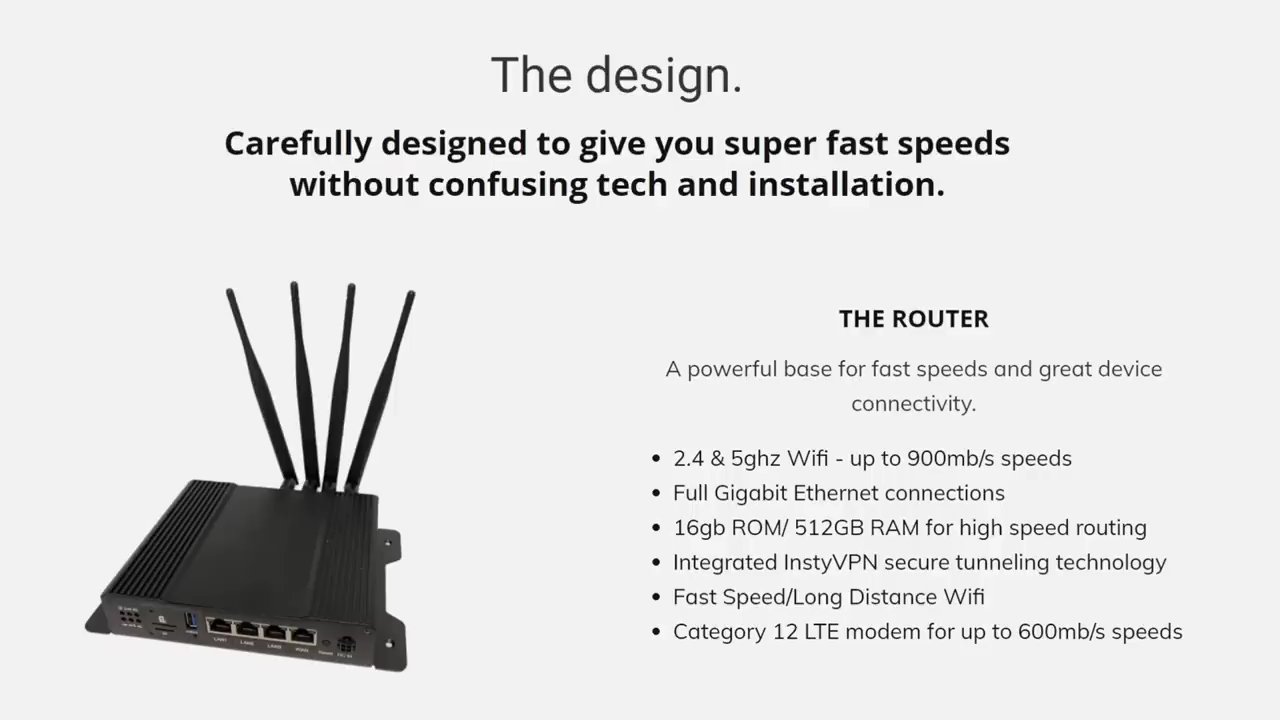 The design.
Carefully designed to give you super fast speeds
without confusing tech and installation.
THE ROUTER
A powerful base for fast speeds and great device
connectivity.
• 2.4 & 5ghz Wifi - up to 900mb/s speeds
• Full Gigabit Ethernet connections
• 16gb ROM/ 512GB RAM for high speed routing
• Integrated InstyVPN secure tunneling technology
• Fast Speed/Long Distance Wifi
• Category 12 LTE modem for up to 600mb/s speeds